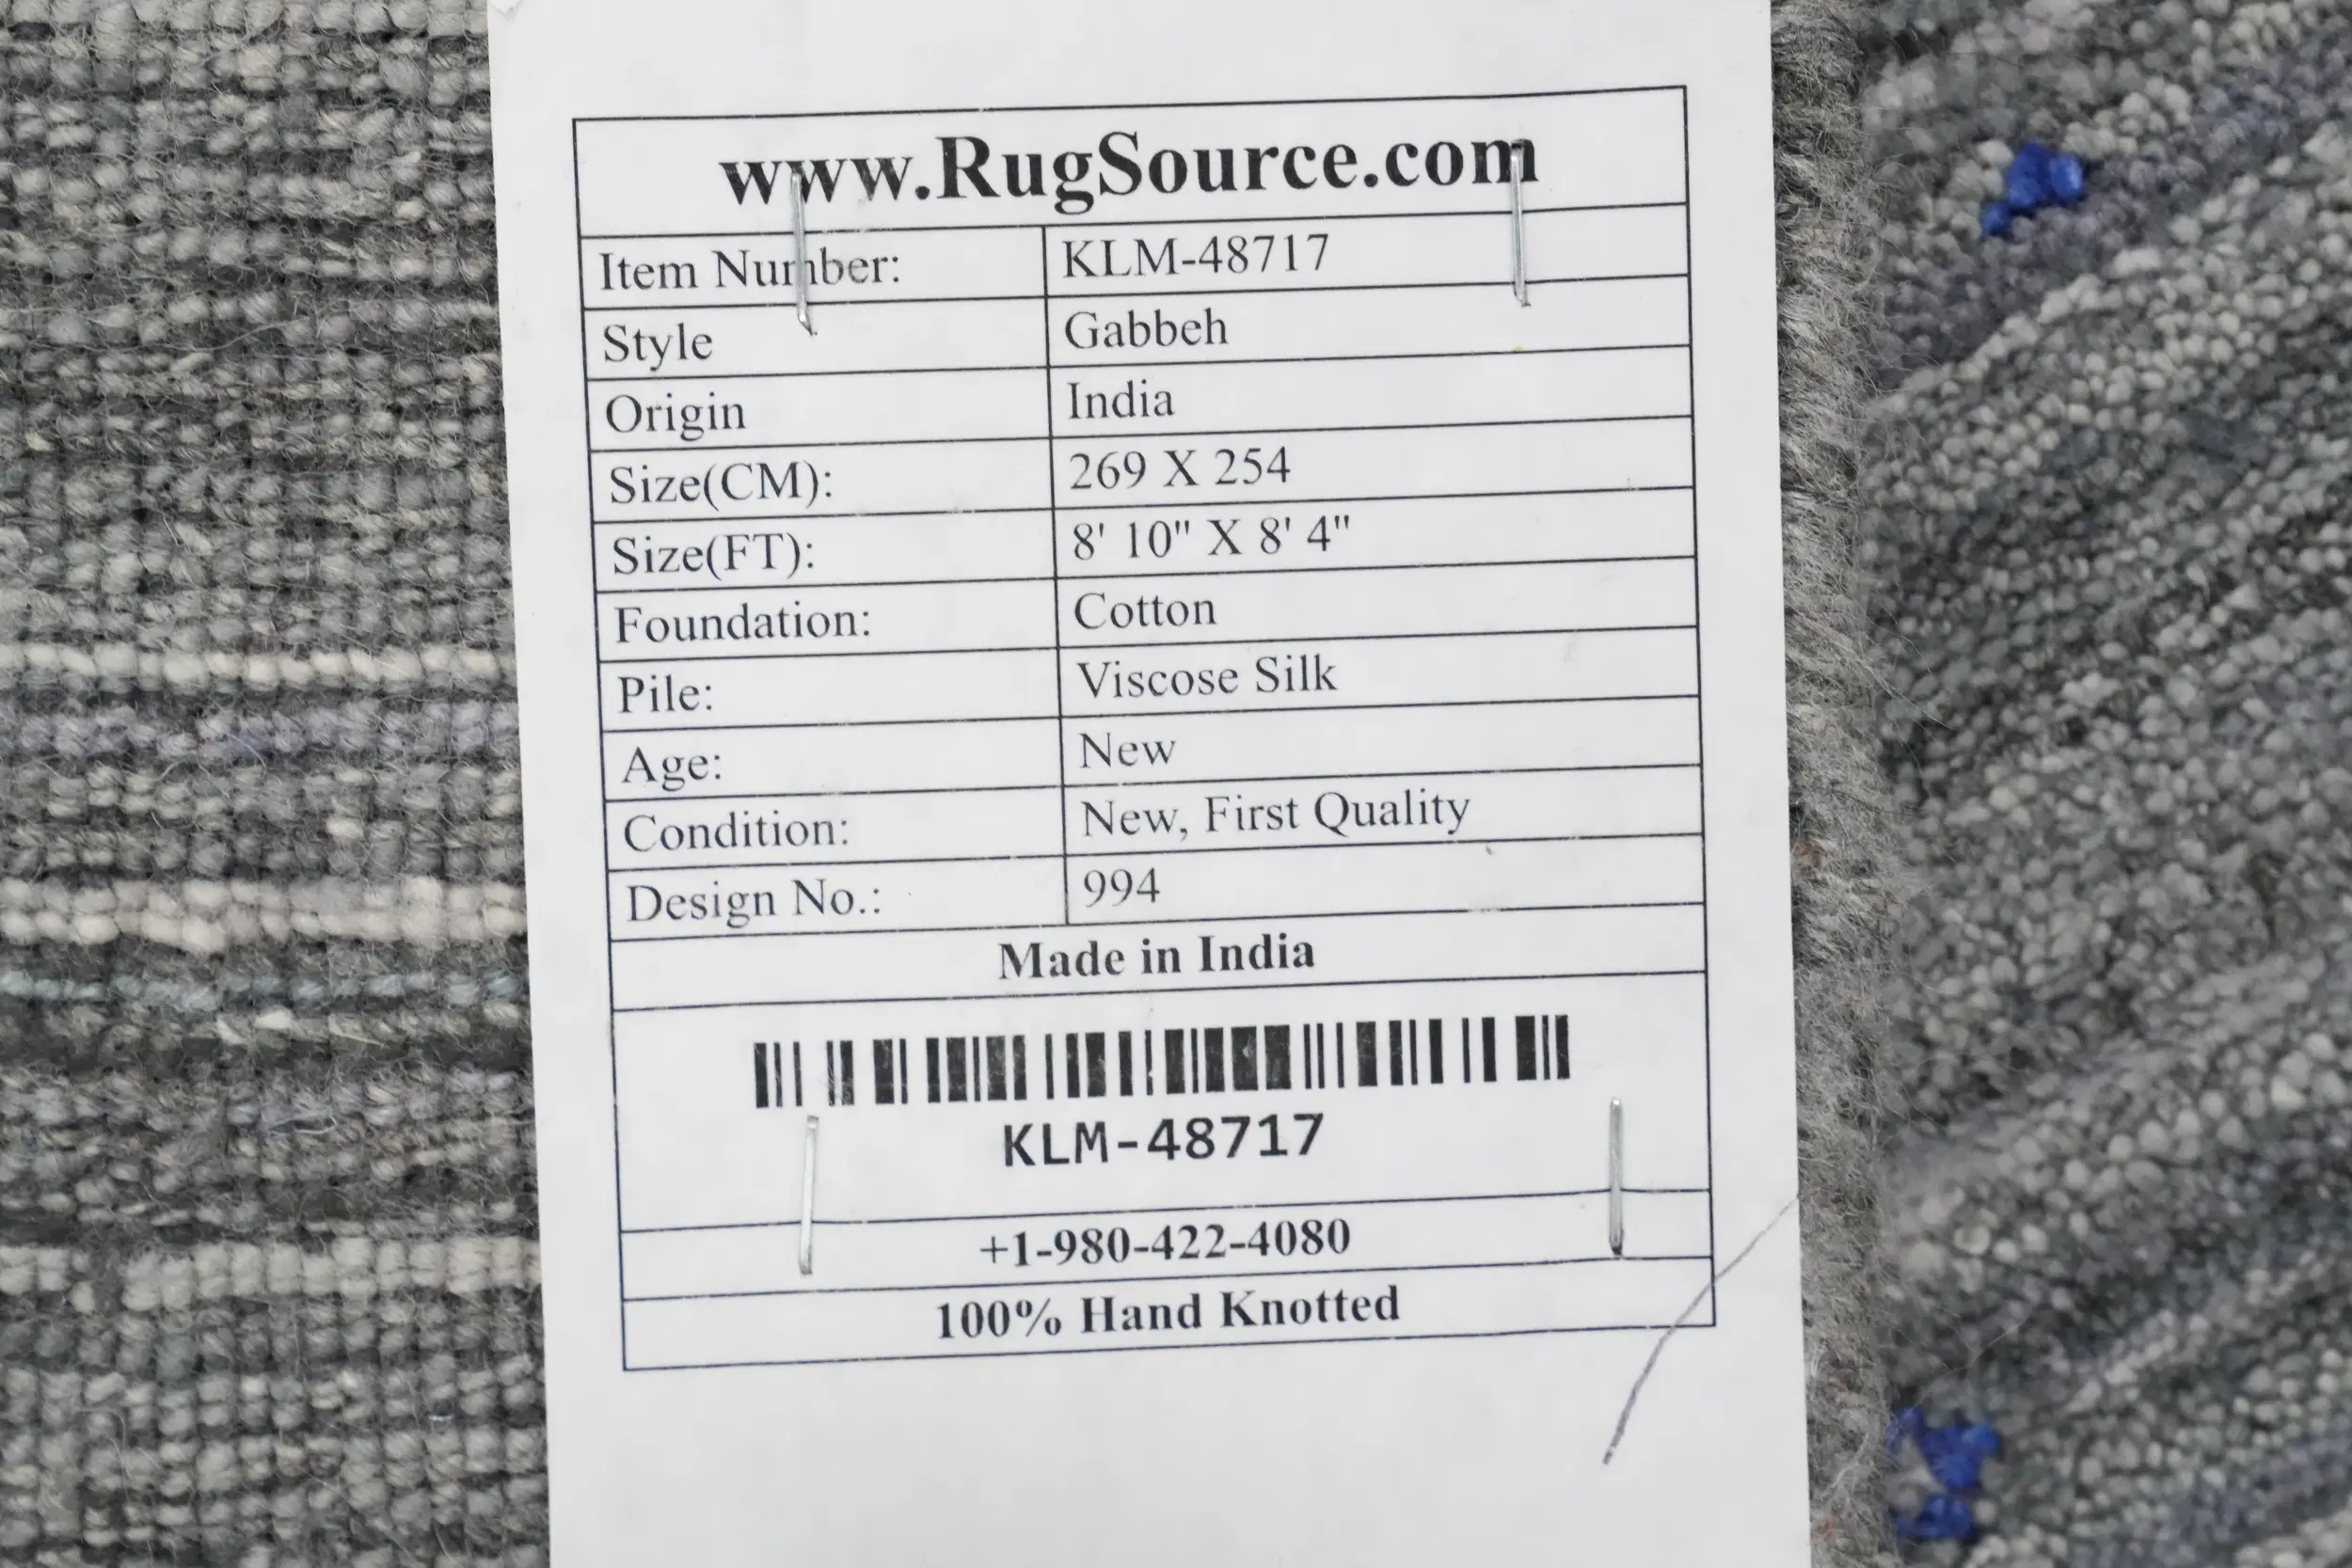 www.RugSource.com
Item Number: KLM-48717
Style Gabbeh
Origin India
Size(CM): 269 X 254
Size(FT): 8' 10" X 8' 4"
Foundation: Cotton
Pile: Viscose Silk
Age: New
Condition: New, First Quality
Design No.: 994
Made in India
KLM-48717
+1-980-422-4080
100% Hand Knotted